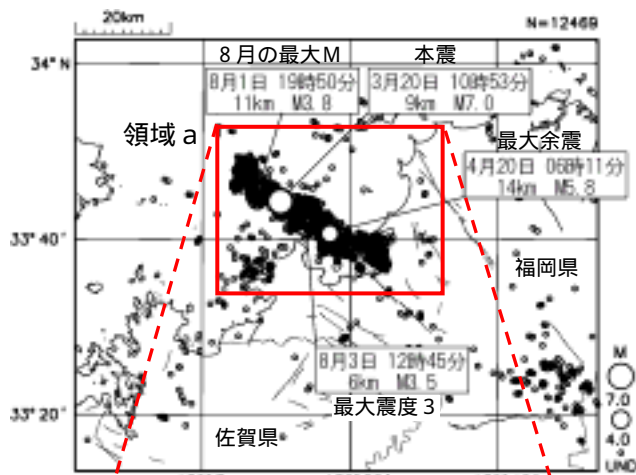 20km
N=12469
8月の最大M
本震
34°N
8月1日 19時50分
11km M3.8
3月20日 10時53分
9km M7.0
領域a
最大余震
4月20日 06時11分
14km M5.8
33°40'
福岡県
8月3日 12時45分
6km M3.5
最大震度3
M
7.0
4.0
UND
33°20'
佐賀県